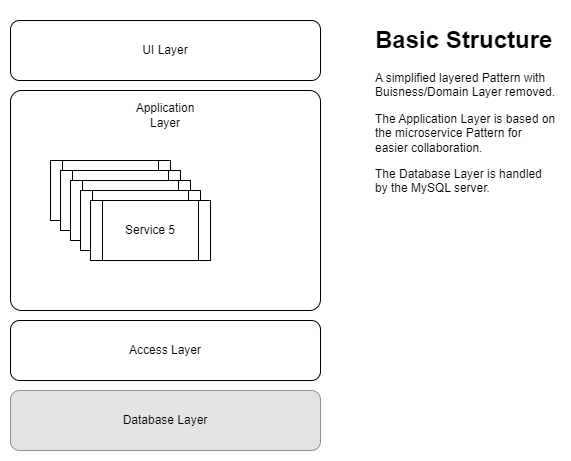 UI Layer
Application
Layer
Service 5
Access Layer
Database Layer
Basic Structure
A simplified layered Pattern with
Buisness/Domain Layer removed.
The Application Layer is based on
the microservice Pattern for
easier collaboration.
The Database Layer is handled
by the MySQL server.